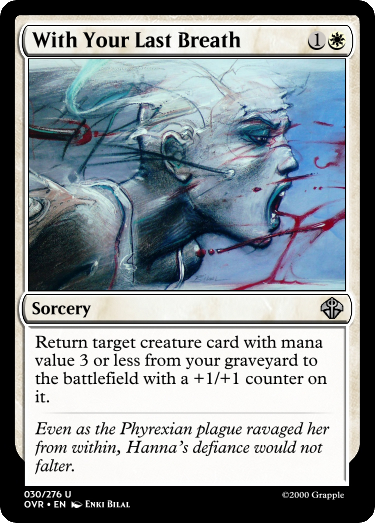 With Your Last Breath 1
Sorcery
Return target creature card with mana
value 3 or less from your graveyard to
the battlefield with a +1/+1 counter on
it.
Even as the Phyrexian plague ravaged her
from within, Hanna's defiance would not
falter.
030/276 U
OVR • EN Enki Bilal
©2000 Grapple